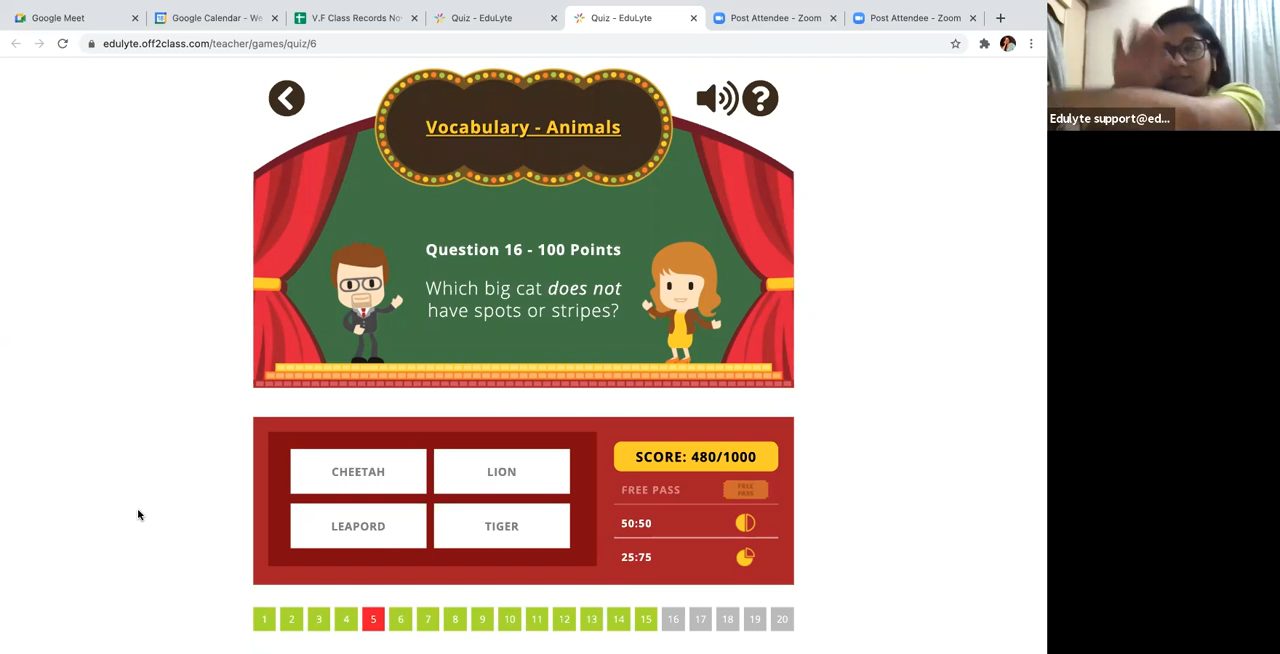 Google Meet
Google Calendar - We
V.F Class Records No
Quiz - EduLyte
Quiz - EduLyte
Post Attendee - Zoom
Post Attendee - Zoom
edulyte.off2class.com/teacher/games/quiz/6
Edulyte support@ed...
Vocabulary - Animals
?
Question 16 - 100 Points
Which big cat does not
have spots or stripes?
CHEETAH
LION
LEAPORD
TIGER
SCORE: 480/1000
FREE PASS
FREE
PASS
50:50
25:75
1 2 3 4 5 6 7 8 9 10 11 12 13 14 15 16 17 18 19 20